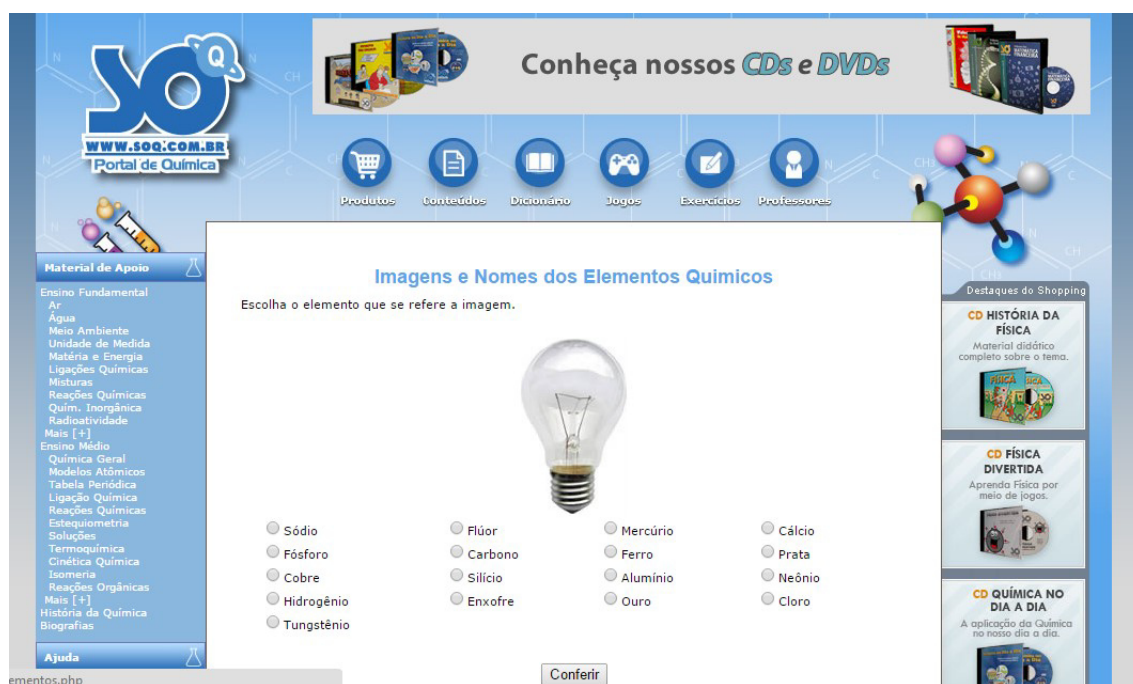 SOQ
WWW.SOQ.COM.BR
Portal de Química
Conheça nossos CDs e DVDs
Produtos
Conteúdos
Dicionário
Jogos
Exercícios
Professores
Material de Apoio
Ensino Fundamental
Ar
Água
Meio Ambiente
Unidade de Medida
Matéria e Energia
Ligações Químicas
Misturas
Reações Químicas
Quím. Inorgânica
Radioatividade
Mais [+]
Ensino Médio
Química Geral
Modelos Atômicos
Tabela Periódica
Ligação Química
Reações Químicas
Estequiometria
Soluções
Termoquímica
Cinética Química
Isomeria
Reações Orgânicas
Mais [+]
História da Química
Biografias
Ajuda
ementos.php
Imagens e Nomes dos Elementos Quimicos
Escolha o elemento que se refere a imagem.
Sódio Flúor Mercúrio Cálcio
Fósforo Carbono Ferro Prata
Cobre Silício Alumínio Neônio
Hidrogênio Enxofre Ouro Cloro
Tungstênio
Conferir
Destaques do Shopping
CD HISTÓRIA DA
FÍSICA
Material didático
completo sobre o tema.
CD FÍSICA
DIVERTIDA
Aprenda Física por
meio de jogos.
CD QUÍMICA NO
DIA A DIA
A aplicação da Química
no nosso dia a dia.